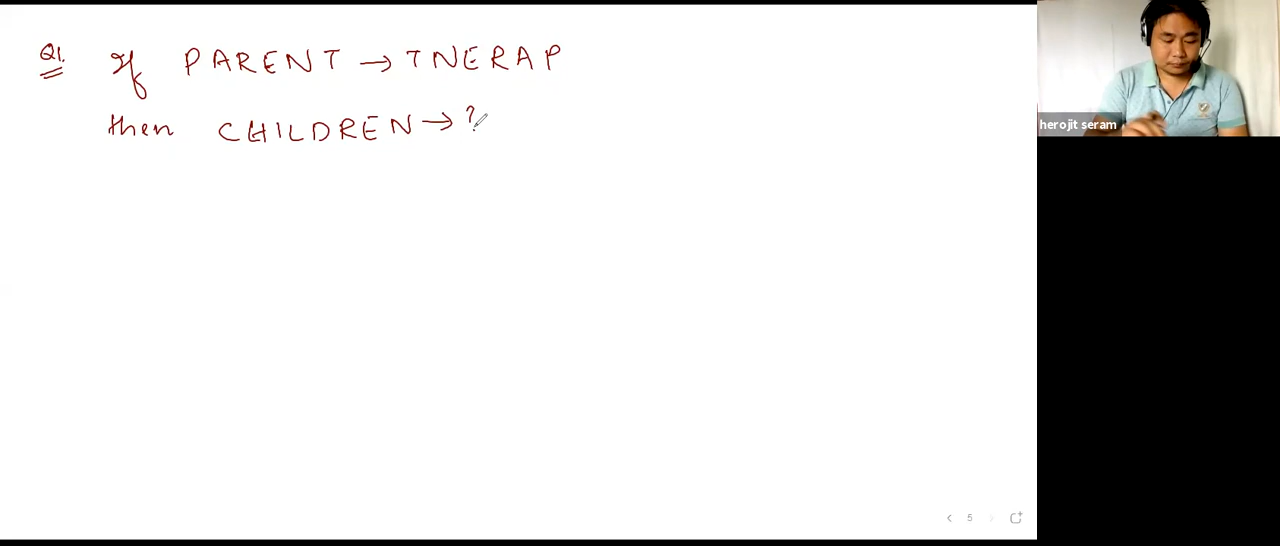 Q1. If PARENT → TNERAP
then CHILDREN → ?
herojit seram
5